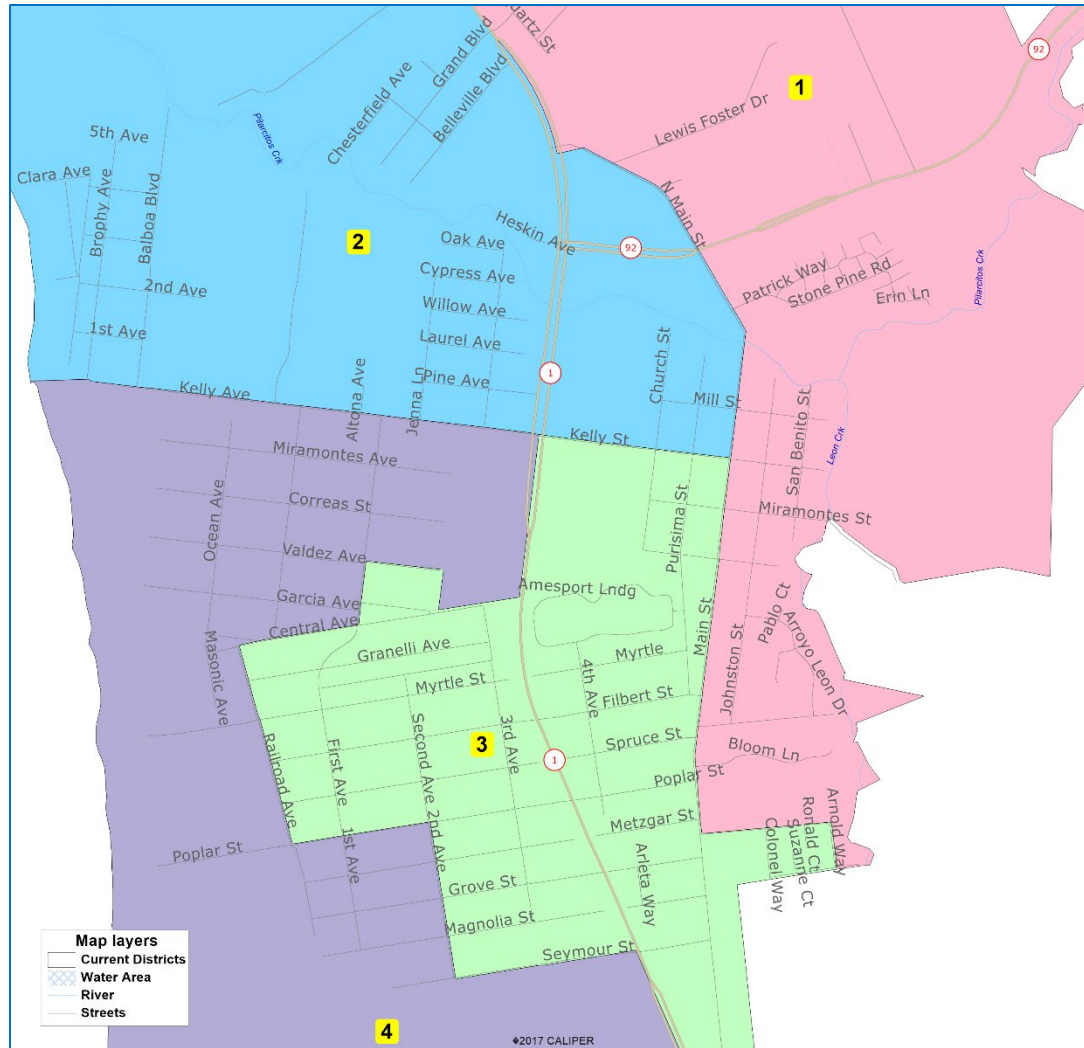 Quartz St
Grand Blvd
Chesterfield Ave
Belleville Blvd
92
1
Lewis Foster Dr
Pilarcitos Crk
5th Ave
Clara Ave
Brophy Ave
Balboa Blvd
N Main St
Heskin Ave
2
Oak Ave
92
Patrick Way
Stone Pine Rd
Erin Ln
Pilarcitos Crk
Cypress Ave
2nd Ave
Willow Ave
1st Ave
Laurel Ave
Church St
Pine Ave
1
Kelly Ave
Altona Ave
Jenna Ln
Mill St
San Benito St
Leon Crk
Kelly St
Miramontes Ave
Ocean Ave
Correas St
Purisima St
Miramontes St
Valdez Ave
Amesport Lndg
Garcia Ave
Central Ave
Main St
Pablo Ct
Johnston St
Arroyo Leon Dr
Masonic Ave
Granelli Ave
Myrtle
4th Ave
Myrtle St
Filbert St
3rd Ave
3
Second Ave
First Ave
Railroad Ave
1
Spruce St
Bloom Ln
Poplar St
2nd Ave
1st Ave
Metzgar St
Poplar St
Arnold Way
Ronald Ct
Suzanne Ct
Colonel Way
Grove St
Arleta Way
Magnolia St
Seymour St
Map layers
Current Districts
Water Area
River
Streets
4
©2017 CALIPER